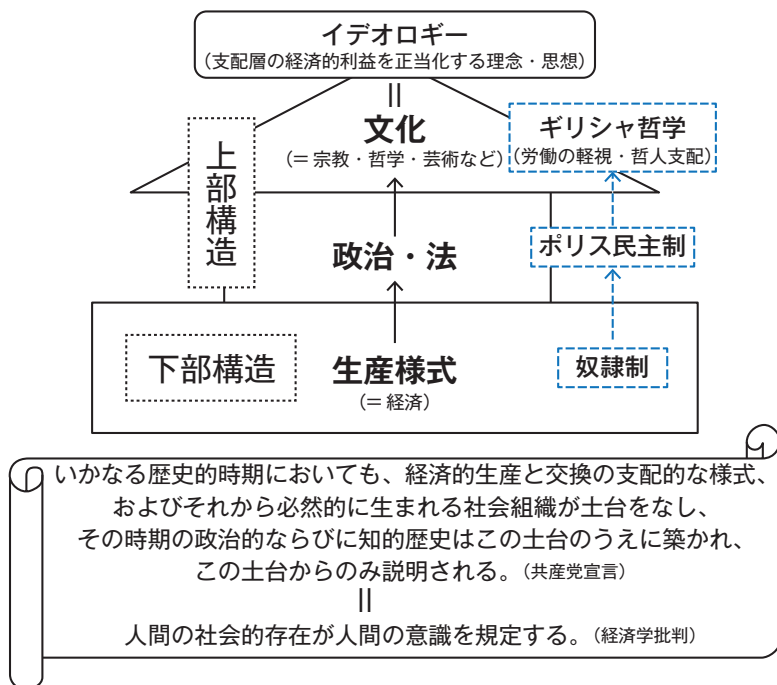 イデオロギー
（支配層の経済的利益を正当化する理念・思想）
||
文化
（＝宗教・哲学・芸術など）
ギリシャ哲学
（労働の軽視・哲人支配）
上部構造
政治・法
ポリス民主制
下部構造
生産様式
（＝経済）
奴隷制
いかなる歴史的時期においても、経済的生産と交換の支配的な様式、
およびそれから必然的に生まれる社会組織が土台をなし、
その時期の政治的ならびに知的歴史はこの土台のうえに築かれ、
この土台からのみ説明される。（共産党宣言）
||
人間の社会的存在が人間の意識を規定する。（経済学批判）